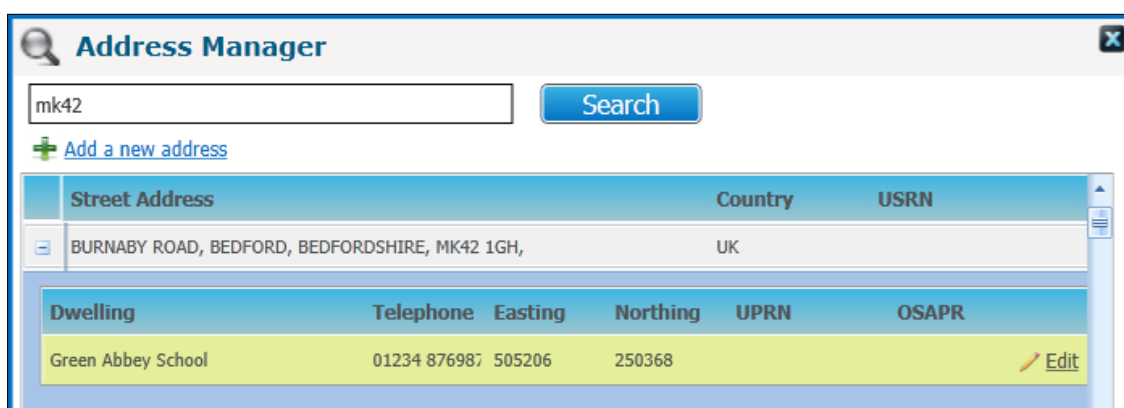 Address Manager
mk42 Search
Add a new address
Street Address Country USRN
BURNABY ROAD, BEDFORD, BEDFORDSHIRE, MK42 1GH, UK
Dwelling Telephone Easting Northing UPRN OSAPR
Green Abbey School 01234 876987 505206 250368 Edit